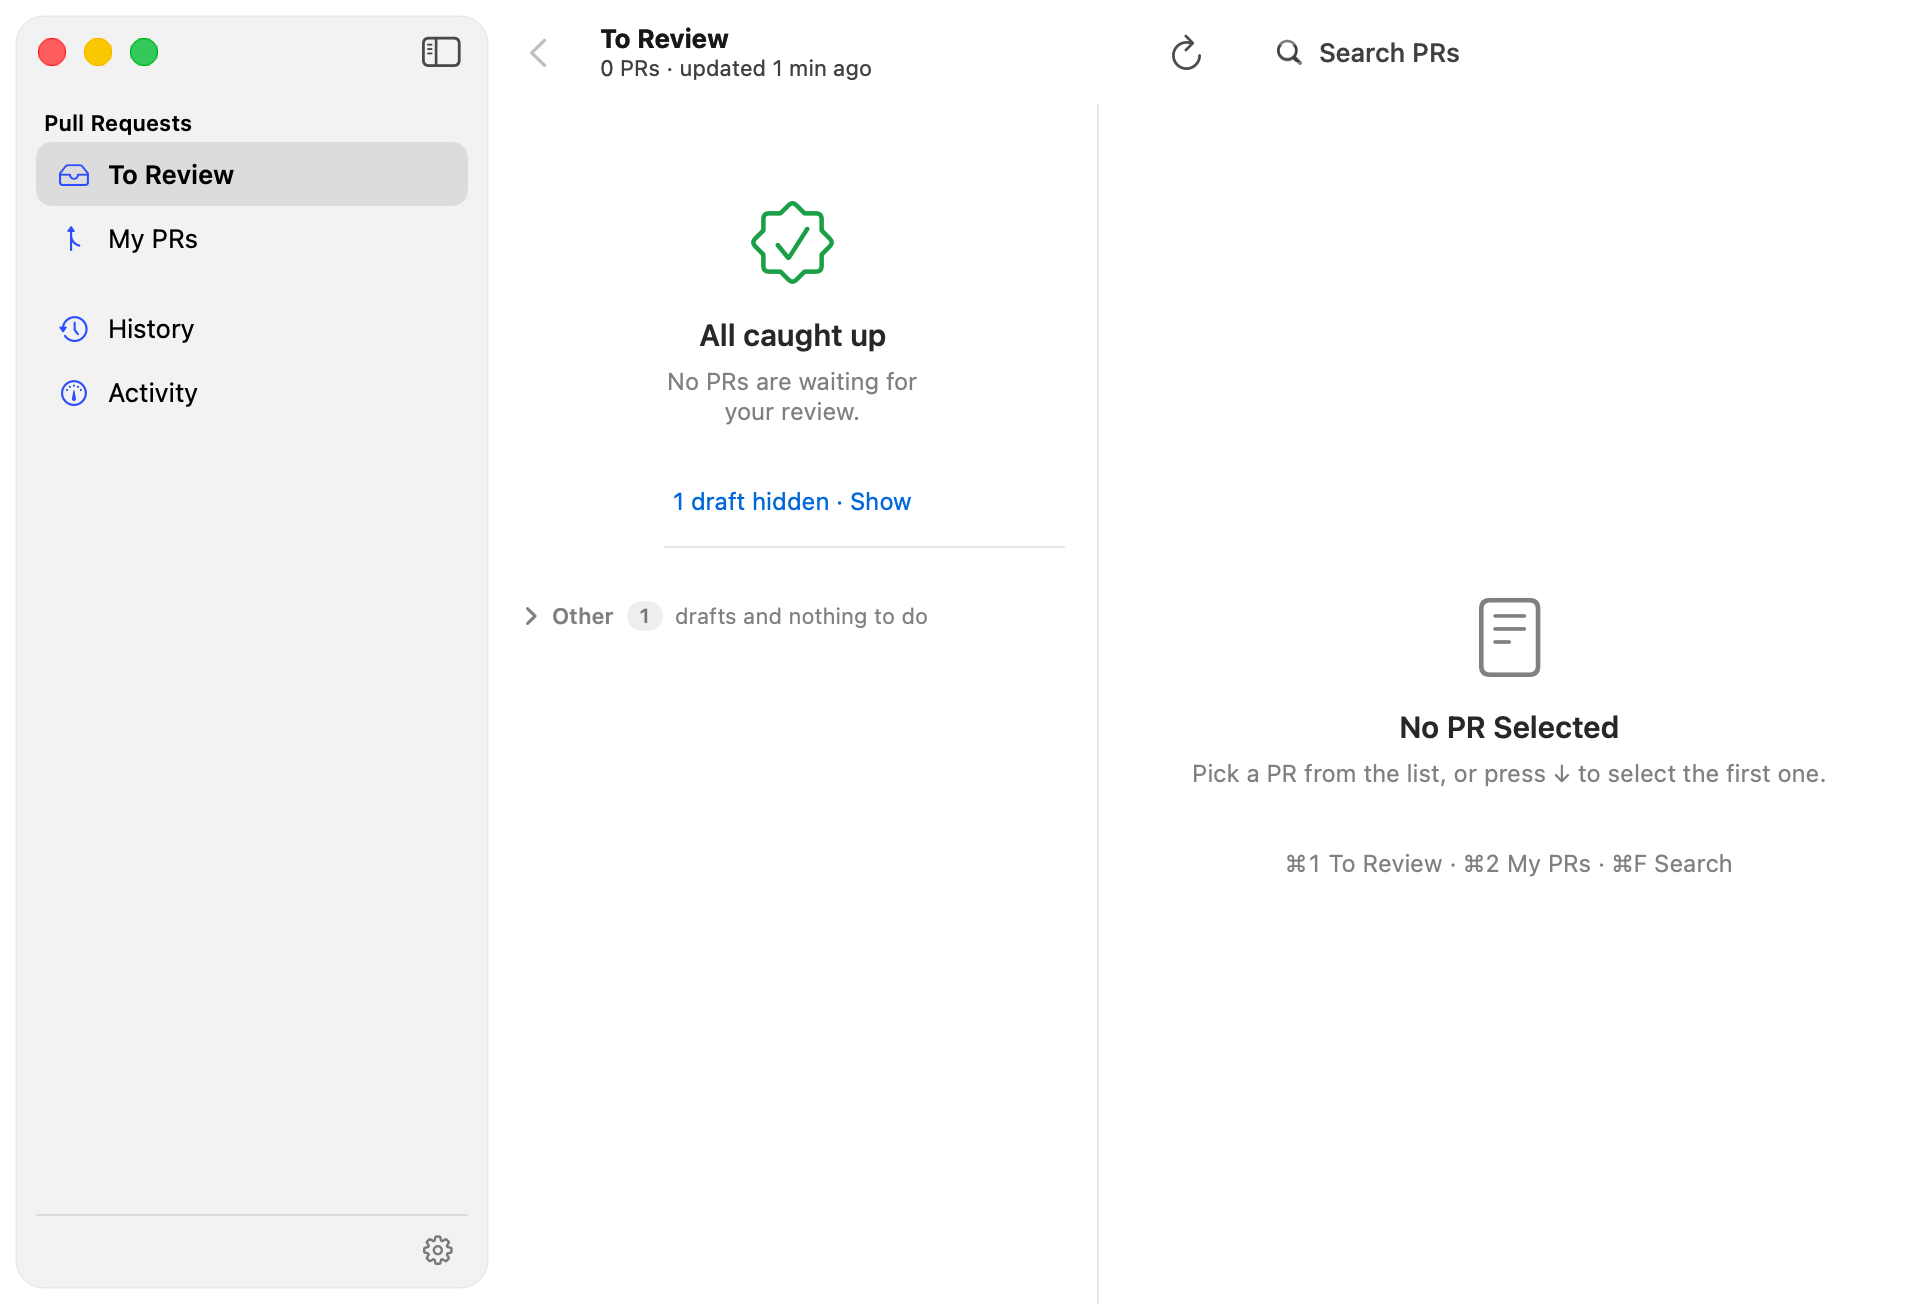 Pull Requests
To Review
My PRs
History
Activity
To Review
0 PRs · updated 1 min ago
Search PRs
All caught up
No PRs are waiting for
your review.
1 draft hidden · Show
Other 1 drafts and nothing to do
No PR Selected
Pick a PR from the list, or press ↓ to select the first one.
⌘1 To Review · ⌘2 My PRs · ⌘F Search